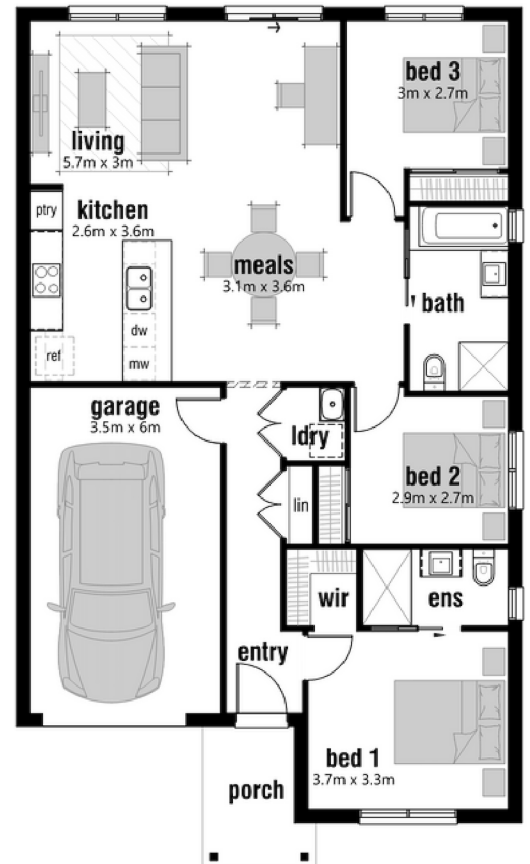 bed 3
3m x 2.7m
living
5.7m x 3m
ptry
kitchen
2.6m x 3.6m
meals
3.1m x 3.6m
bath
dw
ref
mw
garage
3.5m x 6m
ldry
bed 2
2.9m x 2.7m
lin
wir
ens
entry
bed 1
3.7m x 3.3m
porch